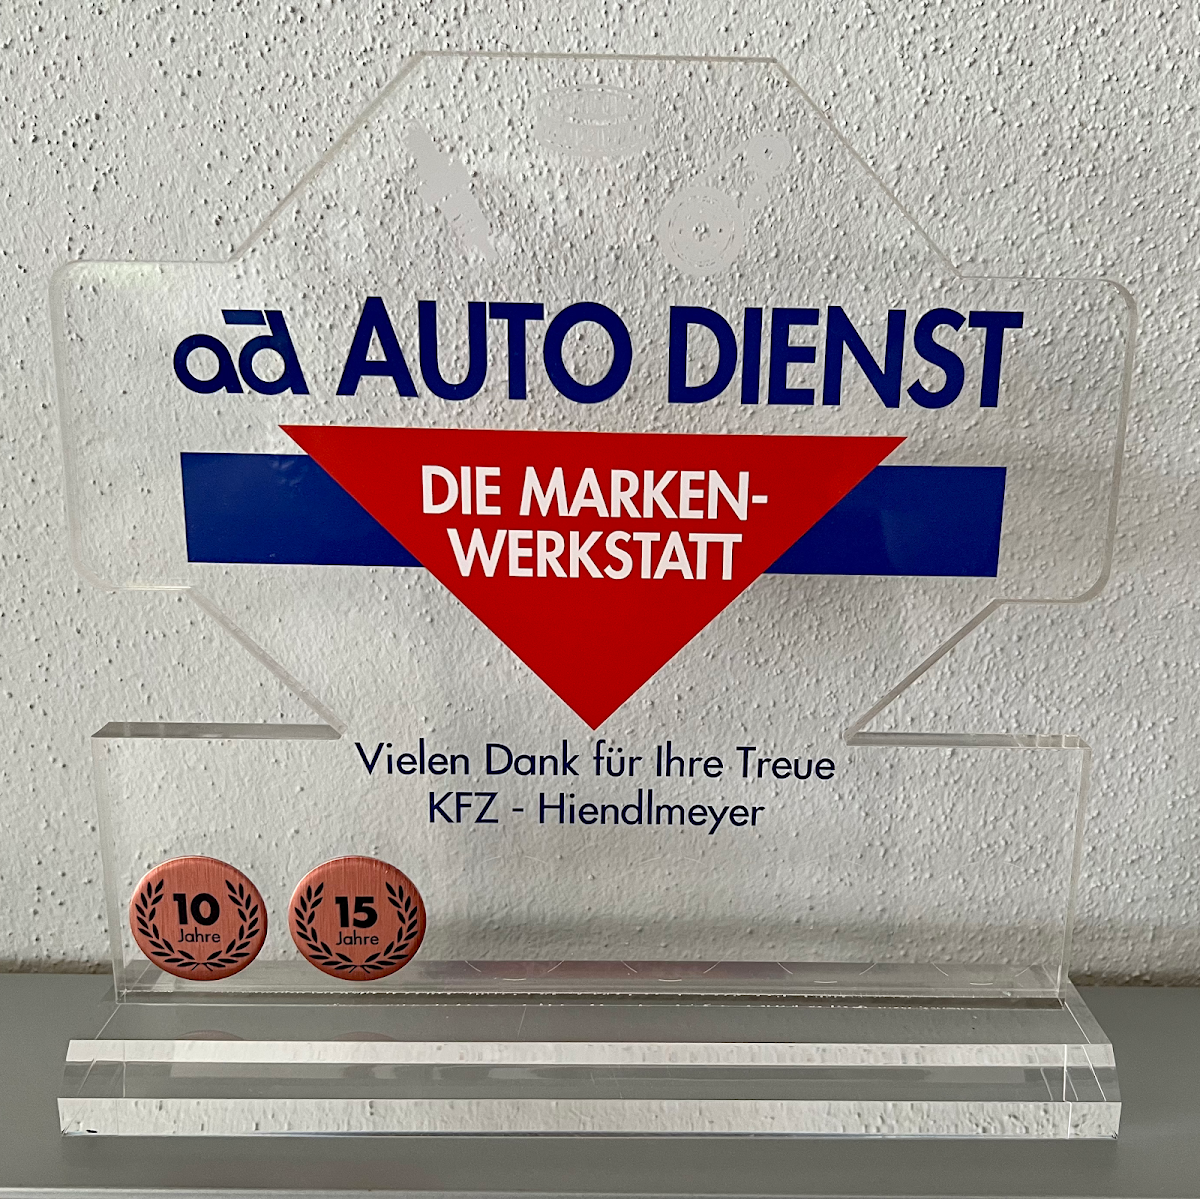 ad AUTO DIENST
DIE MARKEN-
WERKSTATT
Vielen Dank für Ihre Treue
KFZ - Hiendlmeyer
10
Jahre
15
Jahre